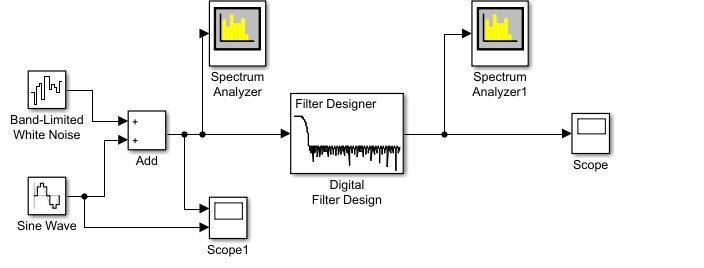 Spectrum
Analyzer
Spectrum
Analyzer1
Filter Designer
Band-Limited
White Noise
+
+
Add
Scope
Digital
Filter Design
Sine Wave
Scope1